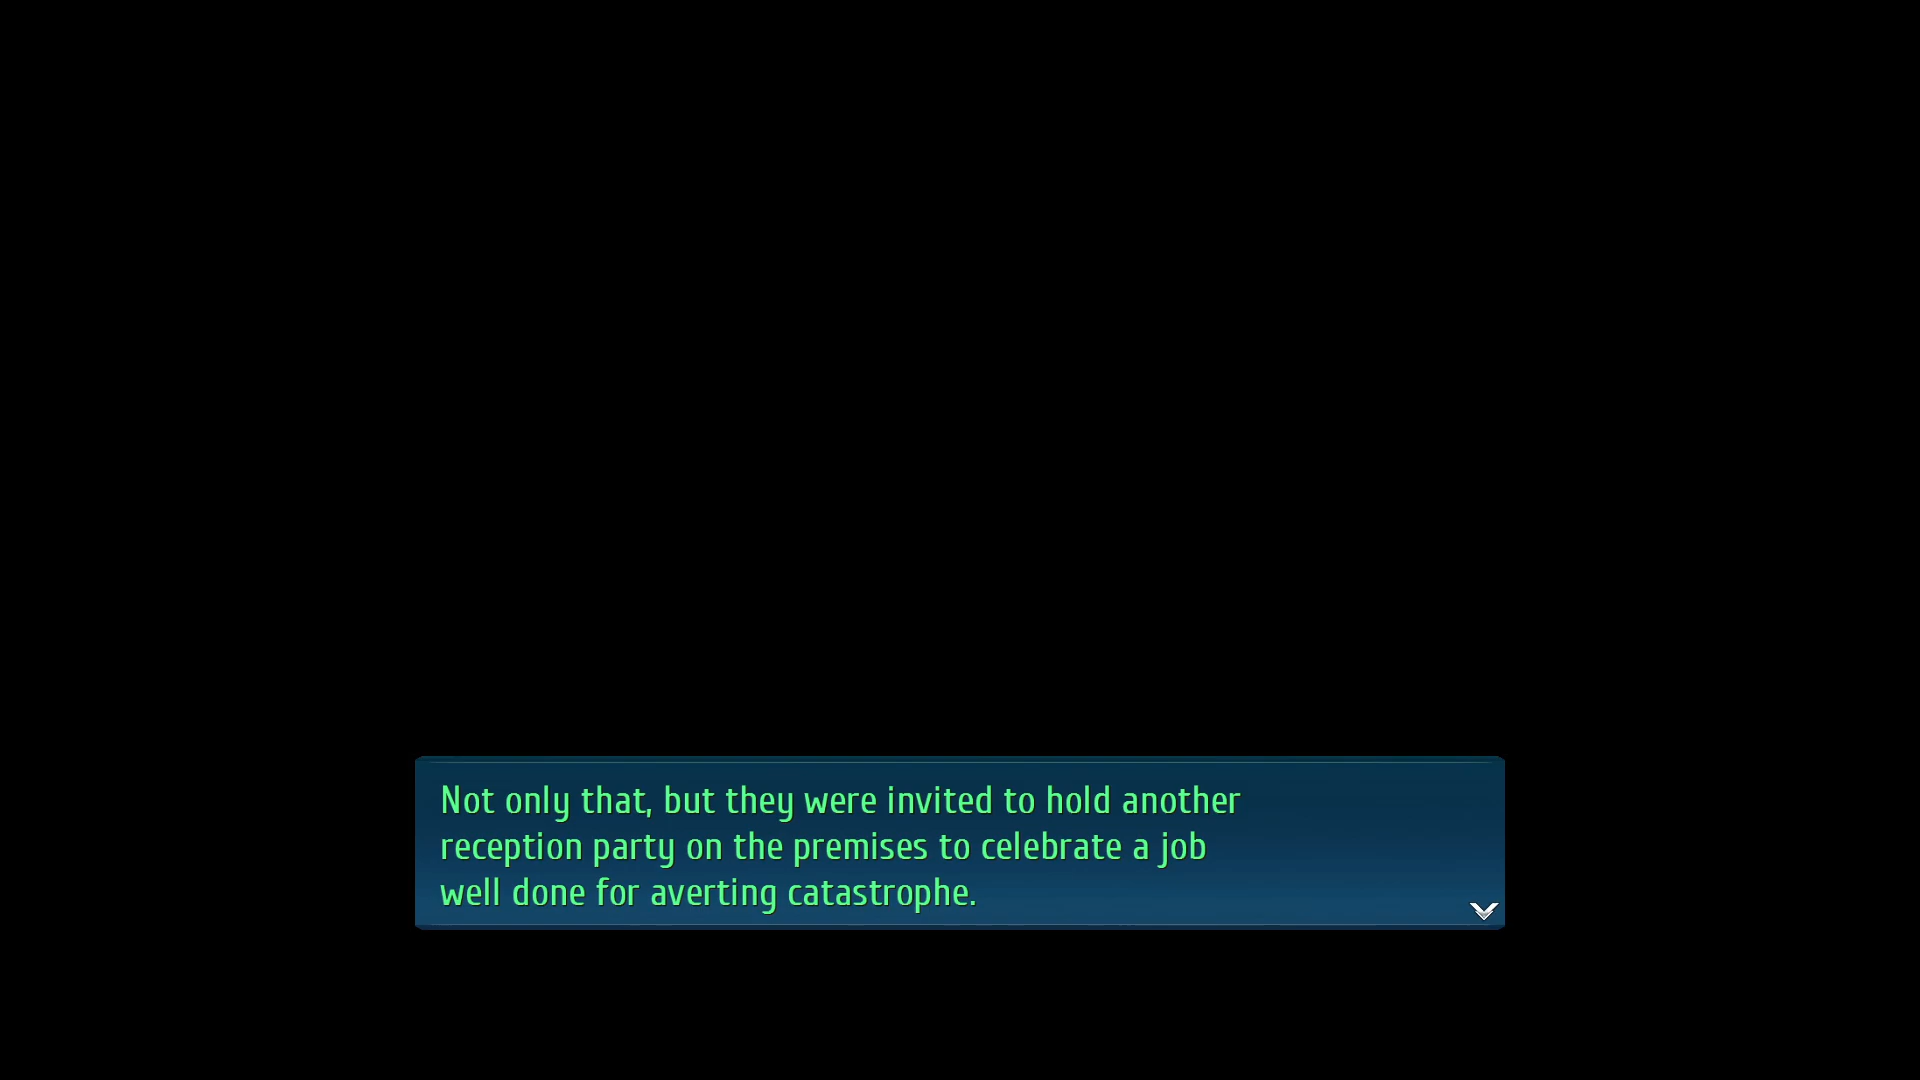 Not only that, but they were invited to hold another
reception party on the premises to celebrate a job
well done for averting catastrophe.